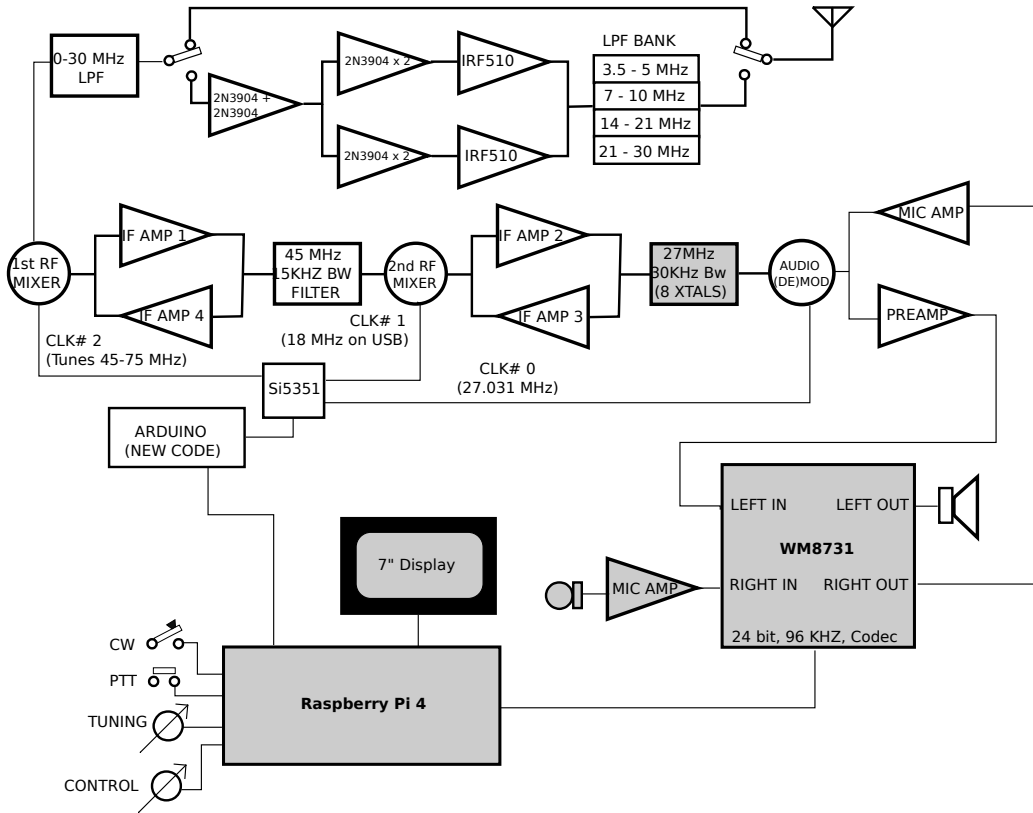 0-30 MHz
LPF
2N3904 +
2N3904
2N3904 x 2
IRF510
2N3904 x 2
IRF510
LPF BANK
3.5 - 5 MHz
7 - 10 MHz
14 - 21 MHz
21 - 30 MHz
1st RF
MIXER
IF AMP 1
IF AMP 4
45 MHz
15KHZ BW
FILTER
2nd RF
MIXER
IF AMP 2
IF AMP 3
27MHz
30KHz Bw
(8 XTALS)
AUDIO
(DE)MOD
MIC AMP
PREAMP
CLK# 2
(Tunes 45-75 MHz)
CLK# 1
(18 MHz on USB)
CLK# 0
(27.031 MHz)
Si5351
ARDUINO
(NEW CODE)
7" Display
MIC AMP
LEFT IN
LEFT OUT
WM8731
RIGHT IN
RIGHT OUT
24 bit, 96 KHZ, Codec
CW
PTT
TUNING
CONTROL
Raspberry Pi 4